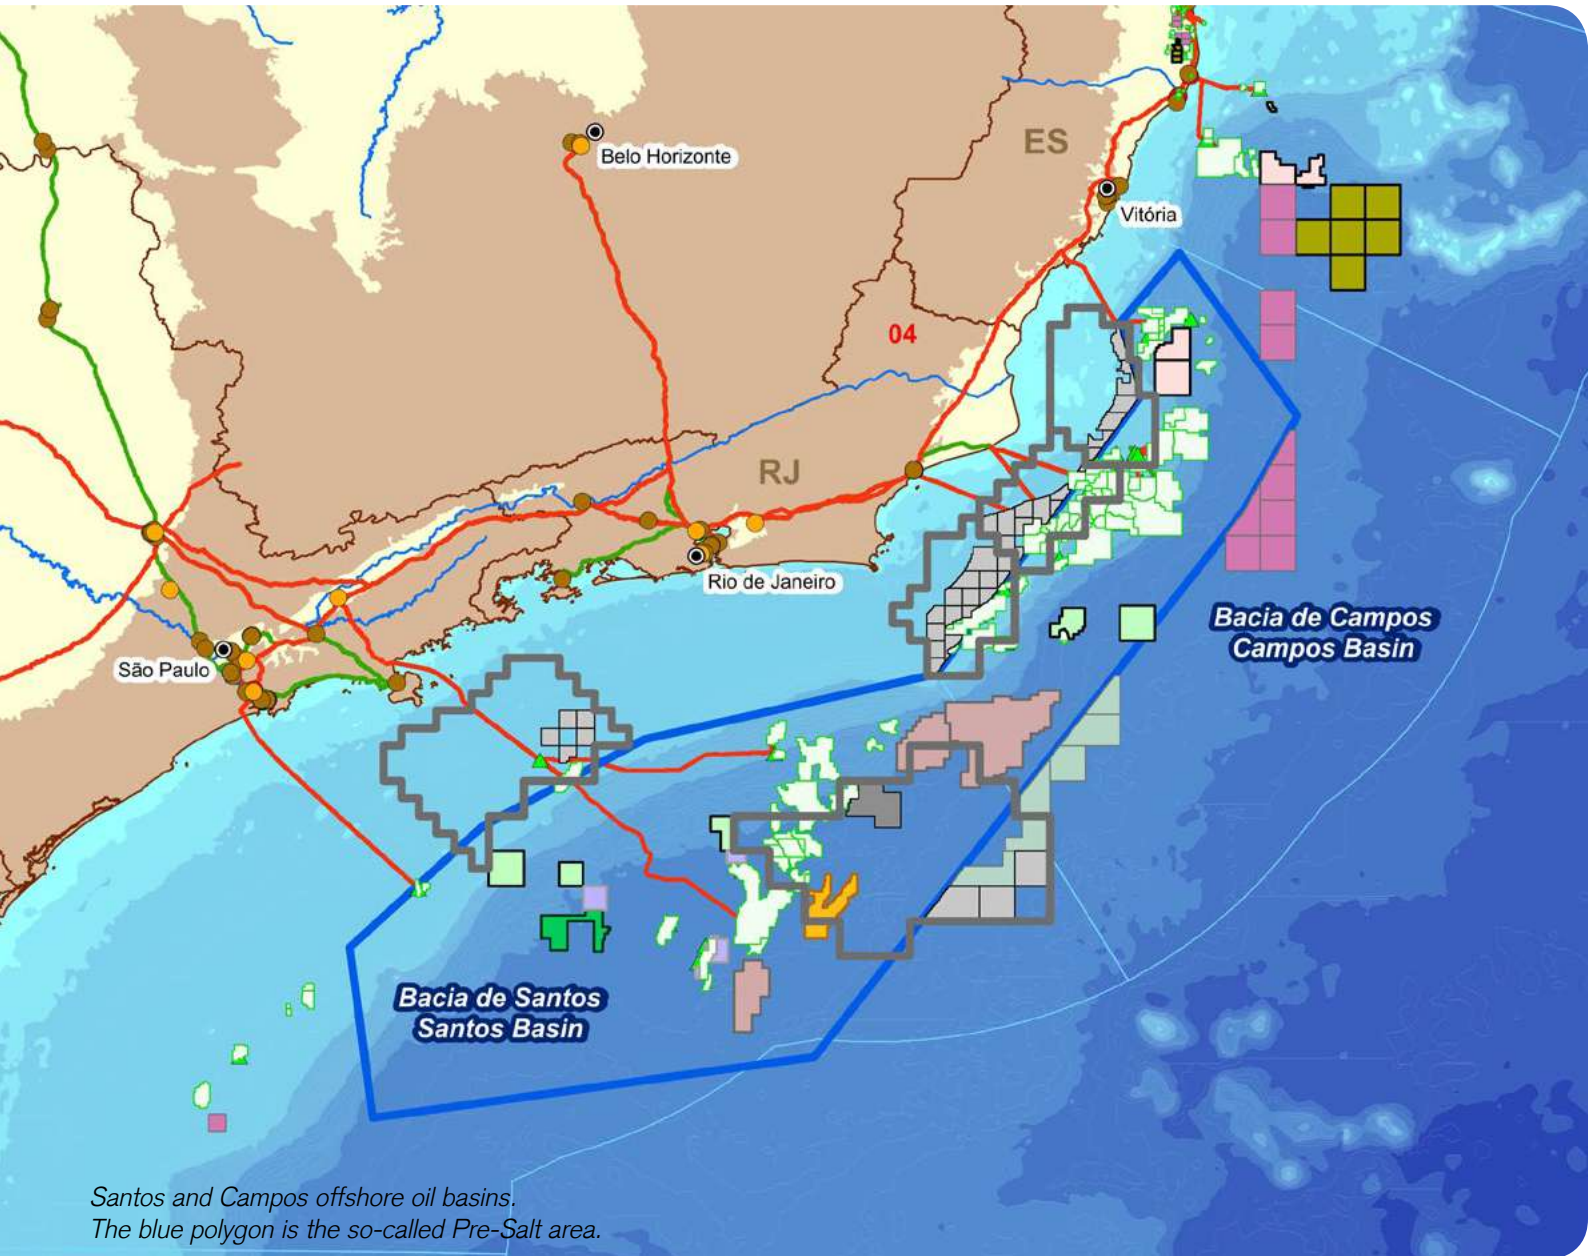 Belo Horizonte
ES
Vitória
04
RJ
Rio de Janeiro
São Paulo
Bacia de Campos
Campos Basin
Bacia de Santos
Santos Basin
Santos and Campos offshore oil basins.
The blue polygon is the so-called Pre-Salt area.